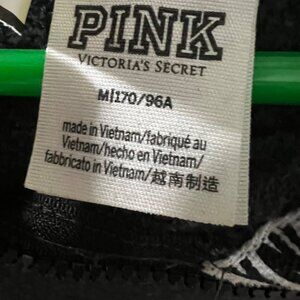 PINK
VICTORIA'S SECRET
M|170/96A
made in Vietnam/fabriqué au
Vietnam/hecho en Vietnam/
fabbricato in Vietnam/越南制造